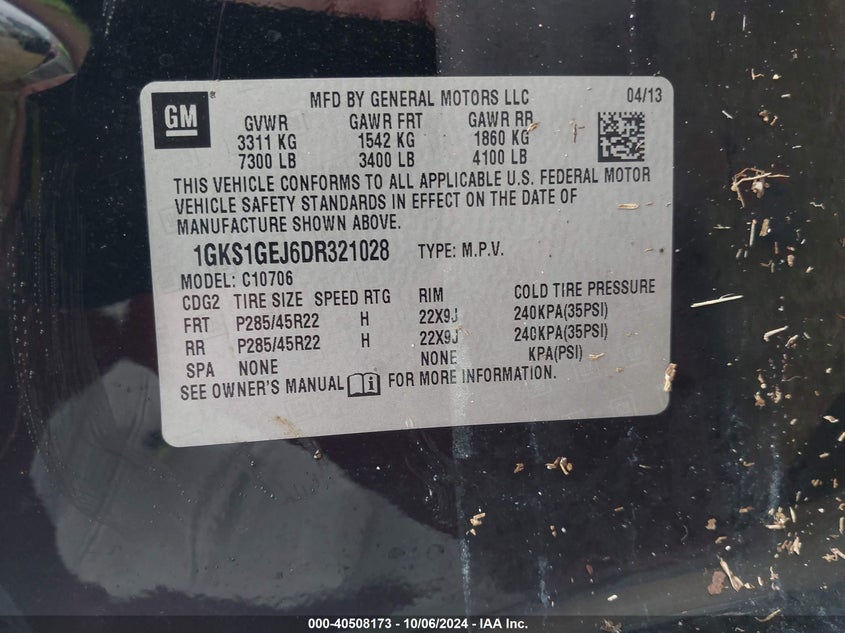 GM ®
MFD BY GENERAL MOTORS LLC 04/13
GVWR GAWR FRT GAWR RR
3311 KG 1542 KG 1860 KG
7300 LB 3400 LB 4100 LB
THIS VEHICLE CONFORMS TO ALL APPLICABLE U.S. FEDERAL MOTOR
VEHICLE SAFETY STANDARDS IN EFFECT ON THE DATE OF
MANUFACTURE SHOWN ABOVE.
1GKS1GEJ6DR321028 TYPE: M.P.V.
MODEL: C10706
CDG2 TIRE SIZE SPEED RTG RIM COLD TIRE PRESSURE
FRT P285/45R22 H 22X9J 240KPA(35PSI)
RR P285/45R22 H 22X9J 240KPA(35PSI)
SPA NONE NONE KPA(PSI)
SEE OWNER'S MANUAL FOR MORE INFORMATION.
000-40508173 - 10/06/2024 - IAA Inc.